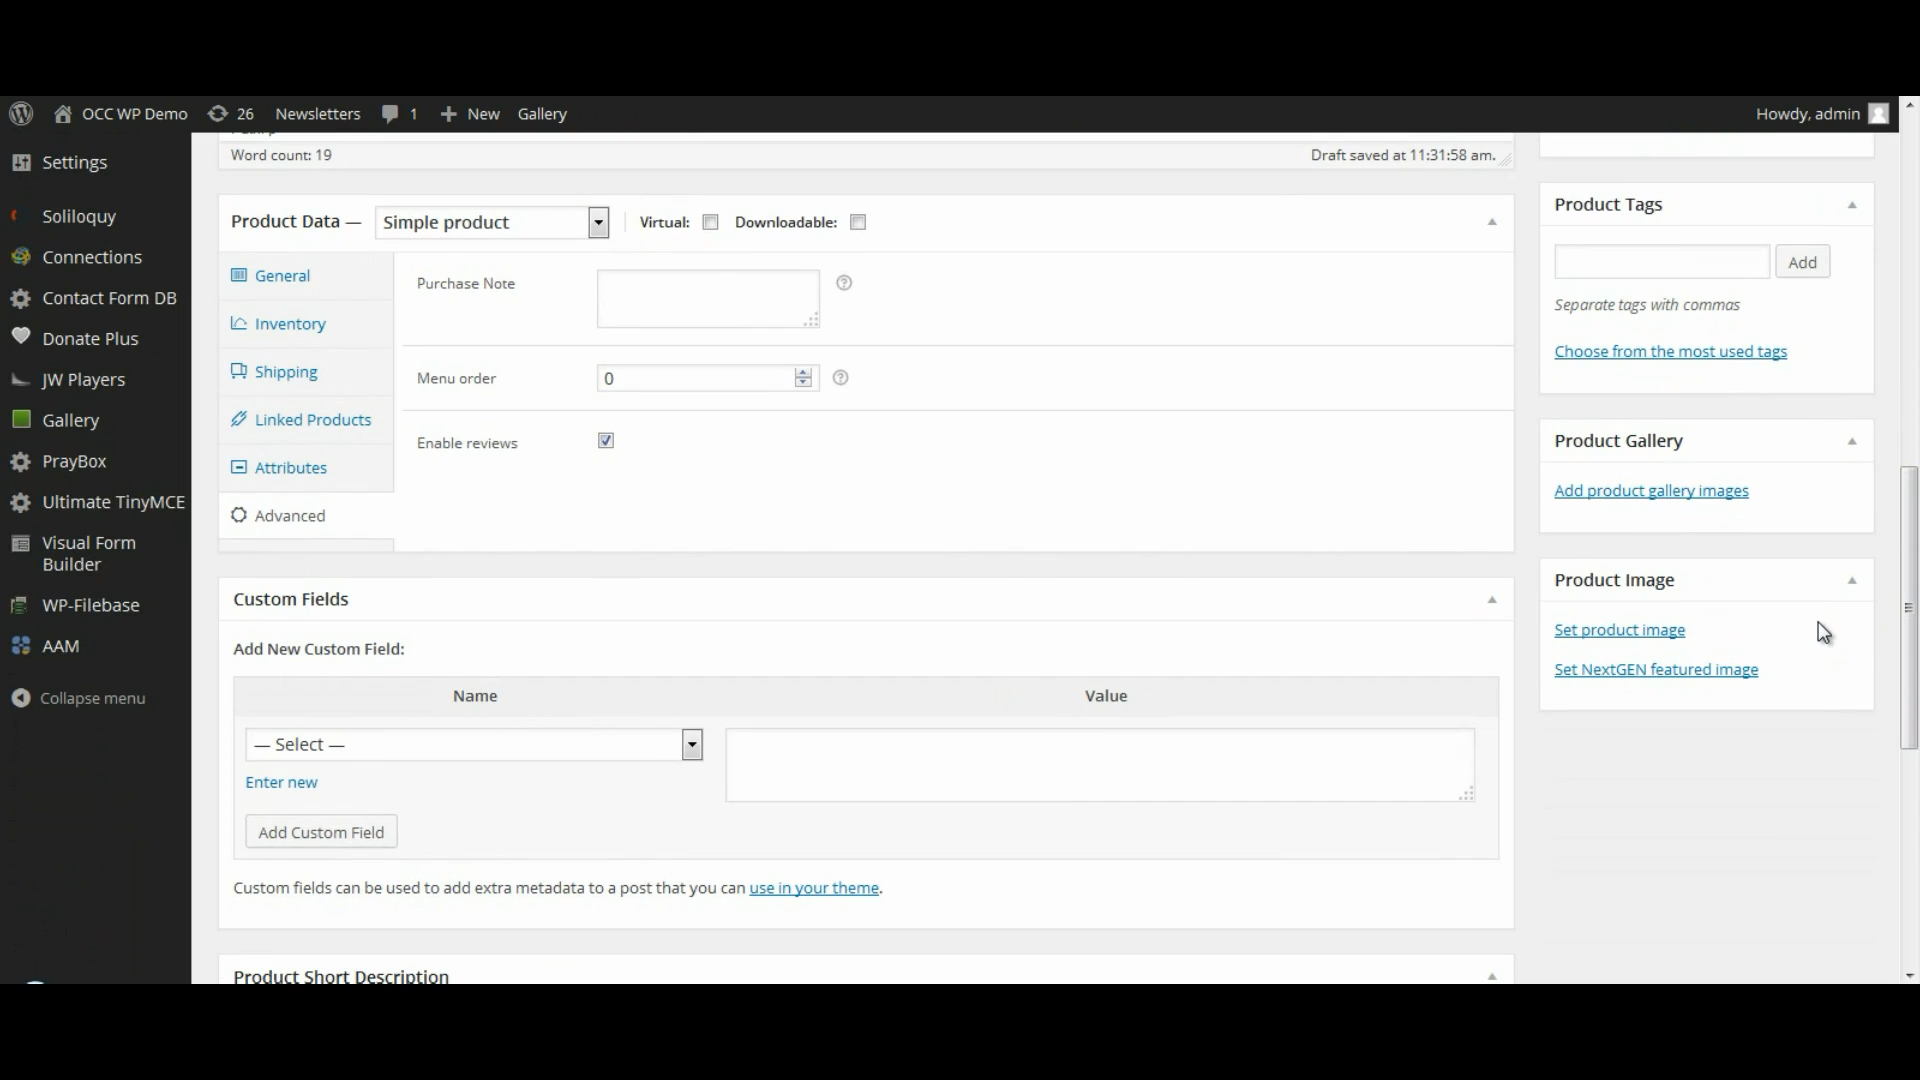 OCC WP Demo 26 Newsletters 1 New Gallery Howdy, admin
Settings
Soliloquy
Connections
Contact Form DB
Donate Plus
JW Players
Gallery
PrayBox
Ultimate TinyMCE
Visual Form
Builder
WP-Filebase
AAM
Collapse menu
Word count: 19 Draft saved at 11:31:58 am.
Product Data — Simple product Virtual: Downloadable:
General
Inventory
Shipping
Linked Products
Attributes
Advanced
Purchase Note
Menu order 0
Enable reviews
Custom Fields
Add New Custom Field:
Name Value
— Select —
Enter new
Add Custom Field
Custom fields can be used to add extra metadata to a post that you can use in your theme.
Product Short Description
Product Tags
Add
Separate tags with commas
Choose from the most used tags
Product Gallery
Add product gallery images
Product Image
Set product image
Set NextGEN featured image